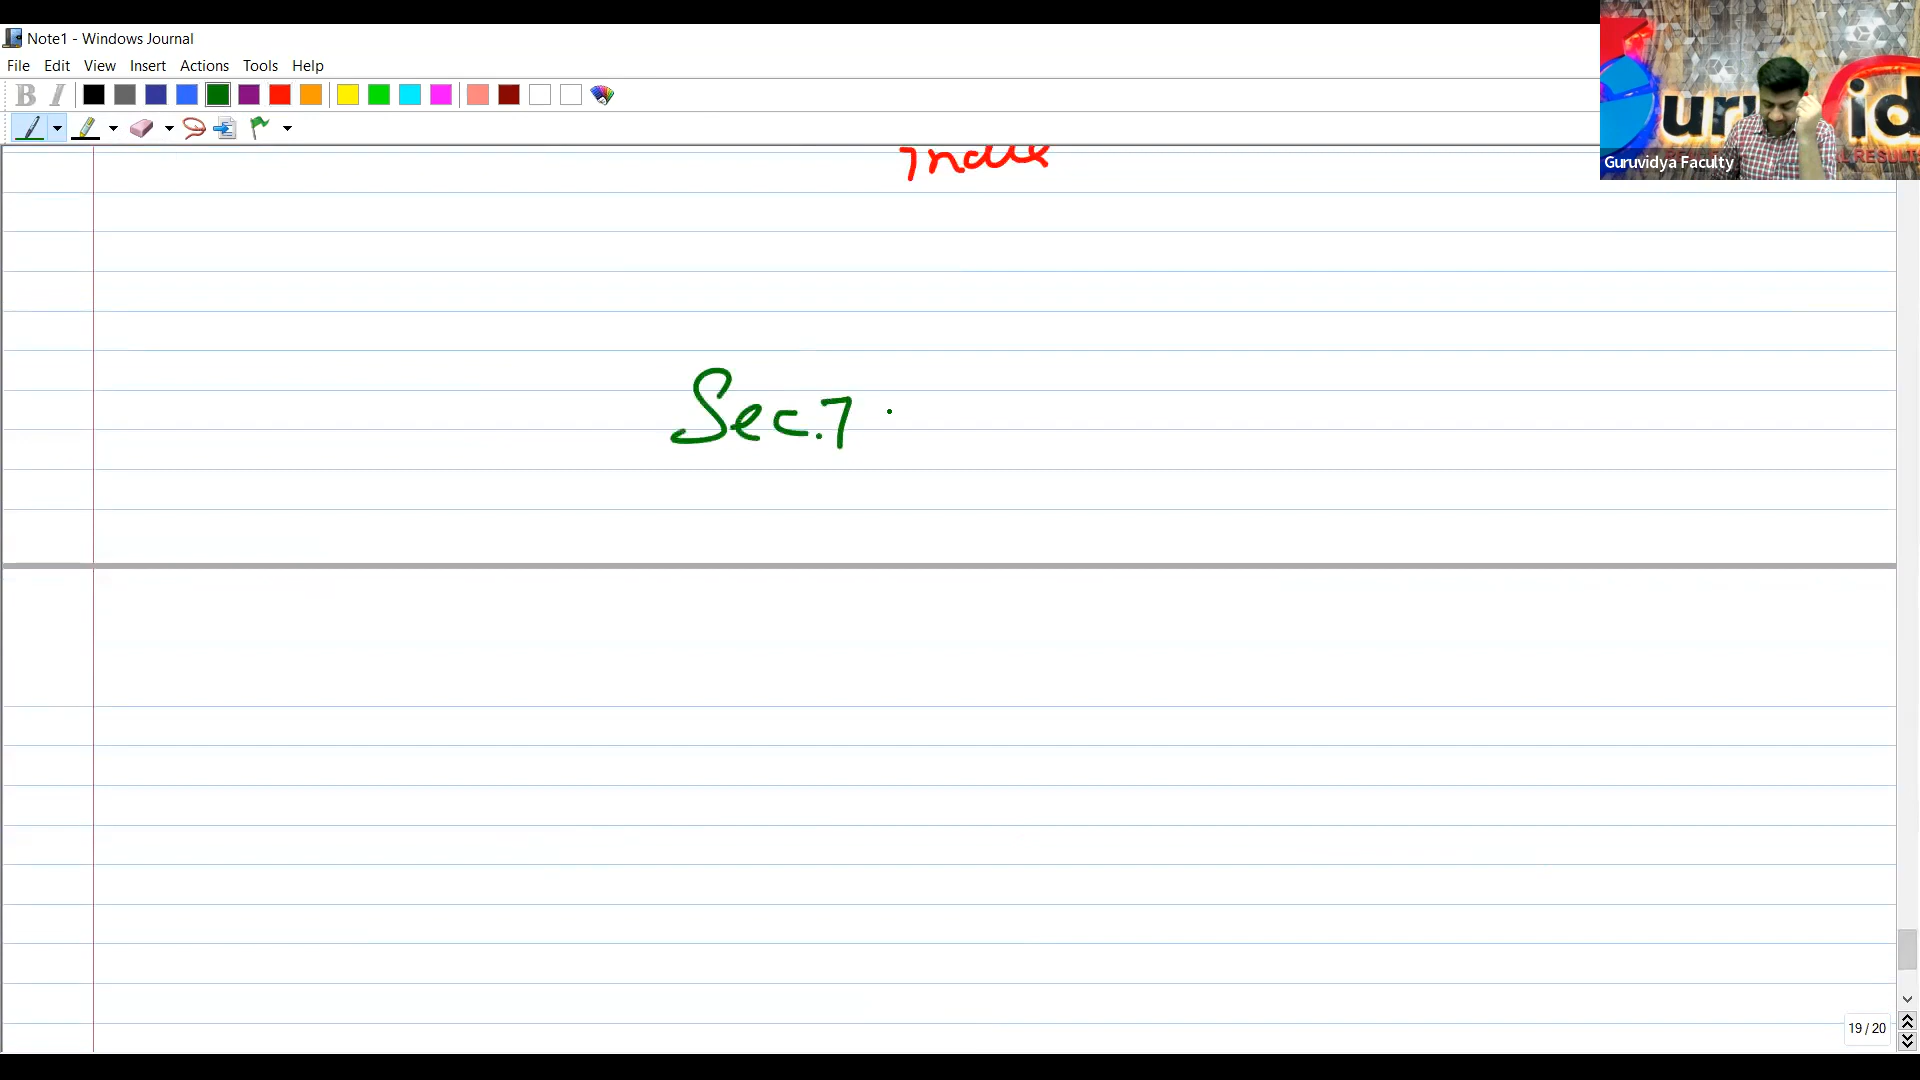 Note1 - Windows Journal
File Edit View Insert Actions Tools Help
B I
Guruvidya Faculty
Sec. 7
19 / 20